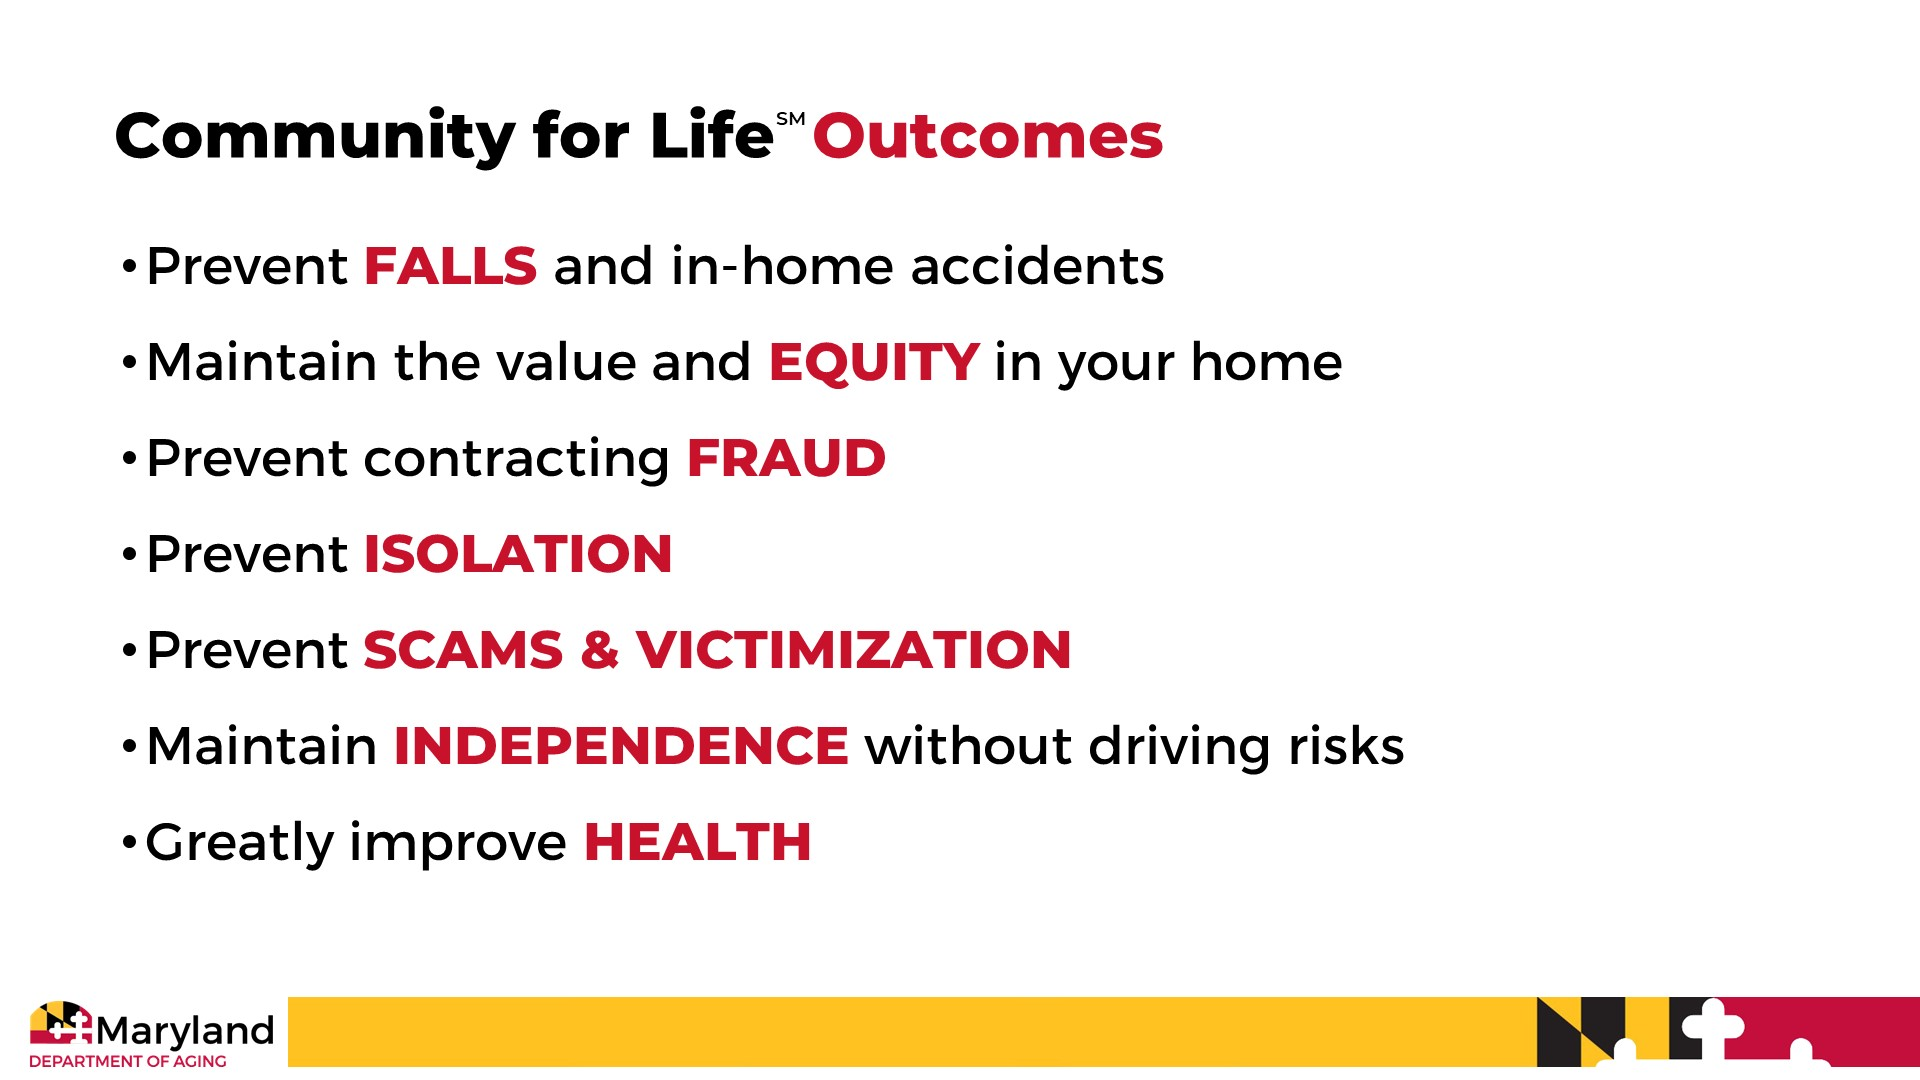 Community for Life℠ Outcomes
•Prevent FALLS and in-home accidents
•Maintain the value and EQUITY in your home
•Prevent contracting FRAUD
•Prevent ISOLATION
•Prevent SCAMS & VICTIMIZATION
•Maintain INDEPENDENCE without driving risks
•Greatly improve HEALTH
Maryland
DEPARTMENT OF AGING